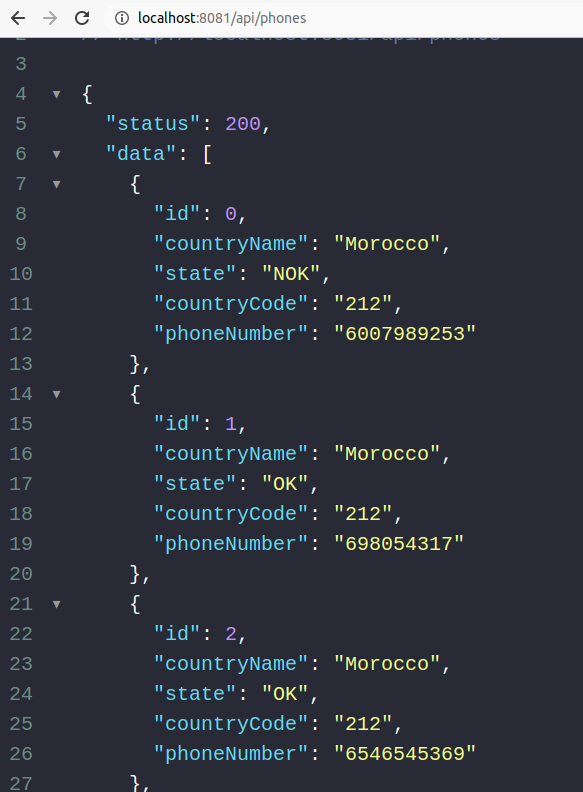 localhost:8081/api/phones
2 // http://localhost:8081/api/phones
3
4 {
5 "status": 200,
6 "data": [
7 {
8 "id": 0,
9 "countryName": "Morocco",
10 "state": "NOK",
11 "countryCode": "212",
12 "phoneNumber": "6007989253"
13 },
14 {
15 "id": 1,
16 "countryName": "Morocco",
17 "state": "OK",
18 "countryCode": "212",
19 "phoneNumber": "698054317"
20 },
21 {
22 "id": 2,
23 "countryName": "Morocco",
24 "state": "OK",
25 "countryCode": "212",
26 "phoneNumber": "6546545369"
27 },